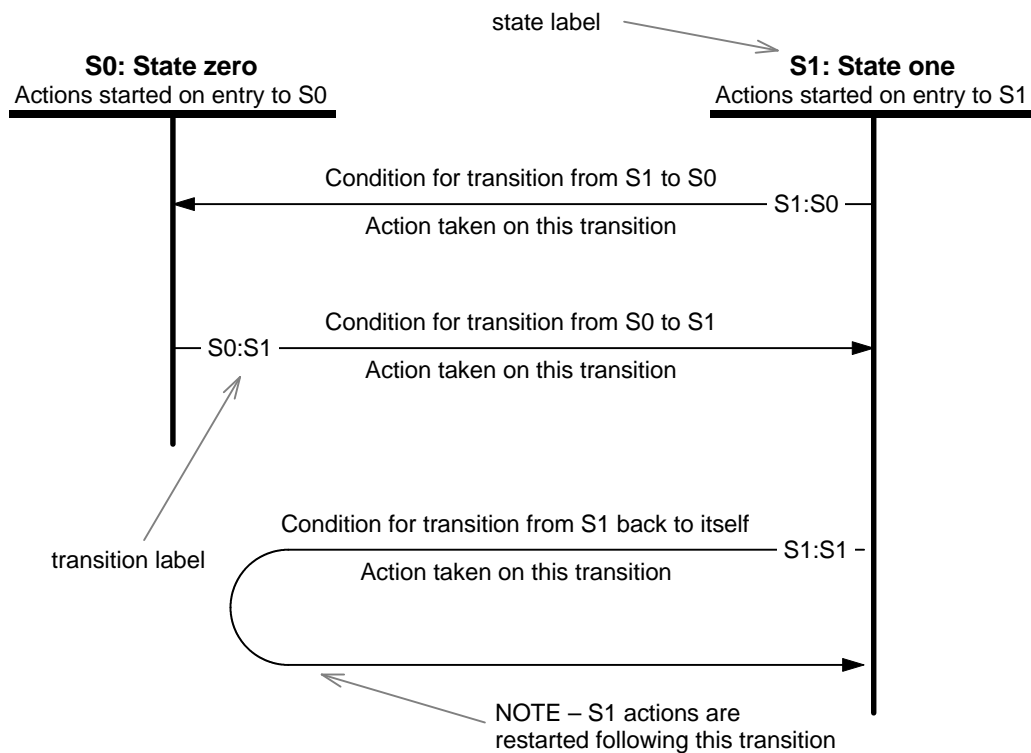 state label
S0: State zero
Actions started on entry to S0
S1: State one
Actions started on entry to S1
Condition for transition from S1 to S0
S1:S0
Action taken on this transition
Condition for transition from S0 to S1
S0:S1
Action taken on this transition
transition label
Condition for transition from S1 back to itself
S1:S1
Action taken on this transition
NOTE – S1 actions are
restarted following this transition